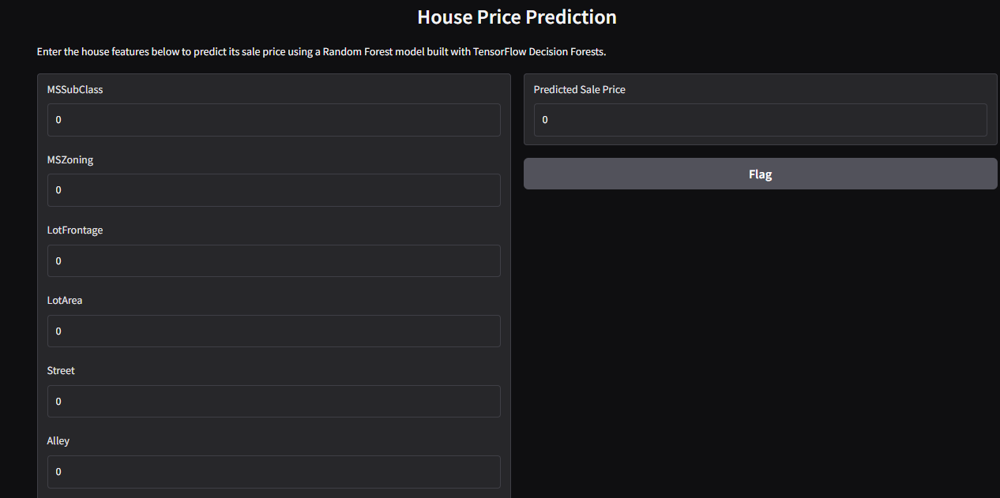 House Price Prediction
Enter the house features below to predict its sale price using a Random Forest model built with TensorFlow Decision Forests.
MSSubClass
0
MSZoning
0
LotFrontage
0
LotArea
0
Street
0
Alley
0
Predicted Sale Price
0
Flag